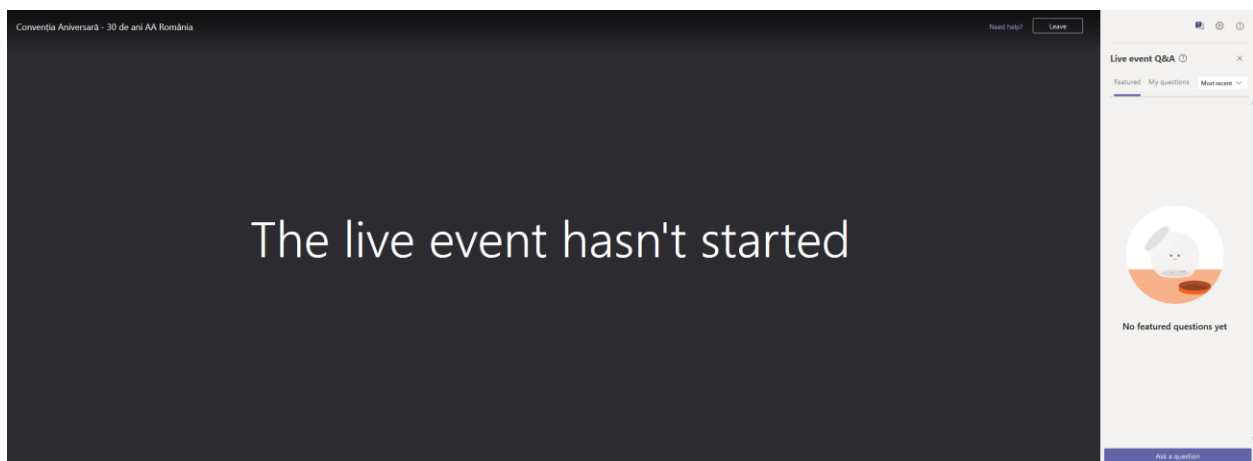 Convenția Aniversară - 30 de ani AA România
Need help?
Leave
Live event Q&A
Featured
My questions
Most recent
The live event hasn't started
No featured questions yet
Ask a question